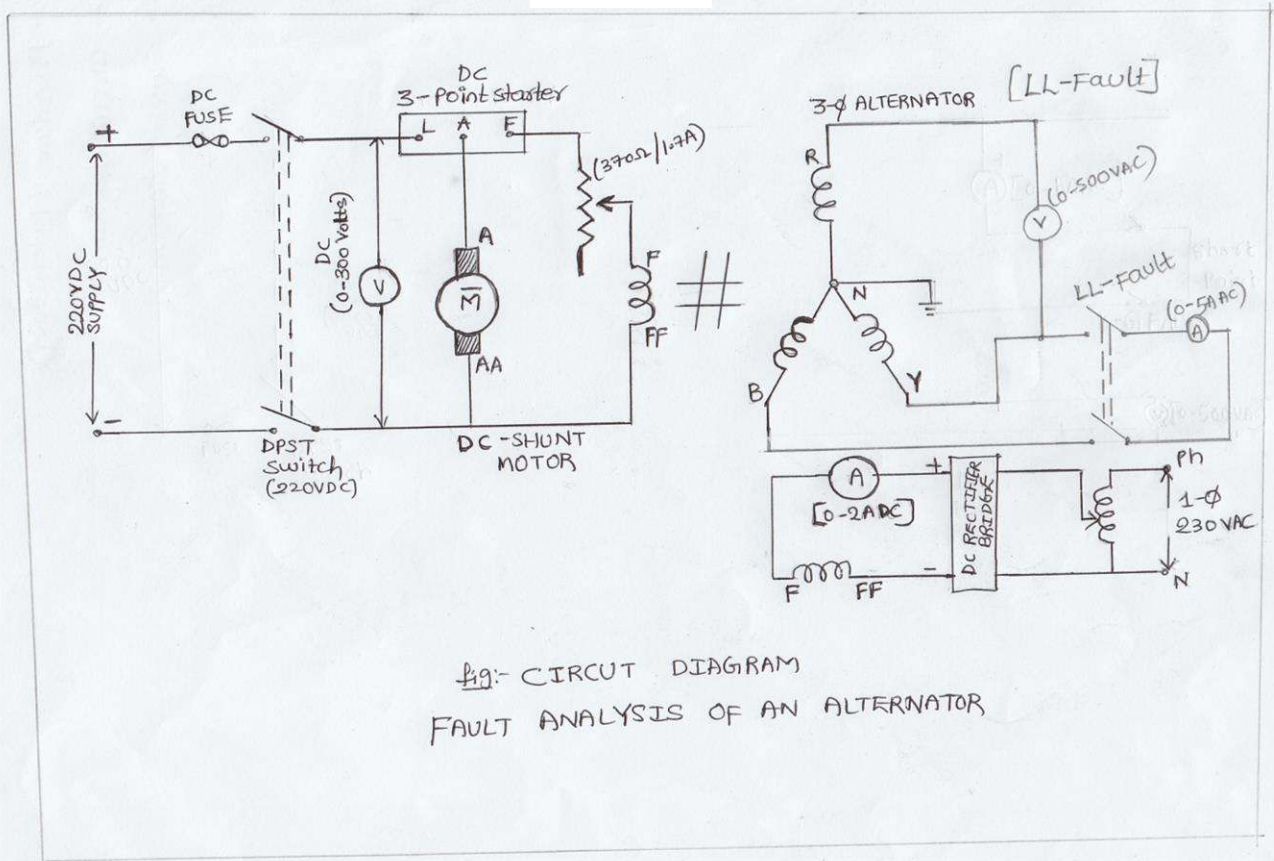 DC
3-Point starter
L A F
DC
FUSE
+
220VDC
SUPPLY
-
DPST
Switch
(220VDC)
DC
(0-300 Volts)
V
A
M
AA
DC-SHUNT
MOTOR
(370Ω/1.7A)
F
FF
3-ϕ ALTERNATOR
[LL-Fault]
R
N
B
Y
V
(0-500VAC)
LL-Fault
(0-5AAC)
A
A
[0-2ADC]
+
-
F
FF
DC RECTIFIER
BRIDGE
Ph
1-ϕ
230VAC
N
fig:- CIRCUT DIAGRAM
FAULT ANALYSIS OF AN ALTERNATOR